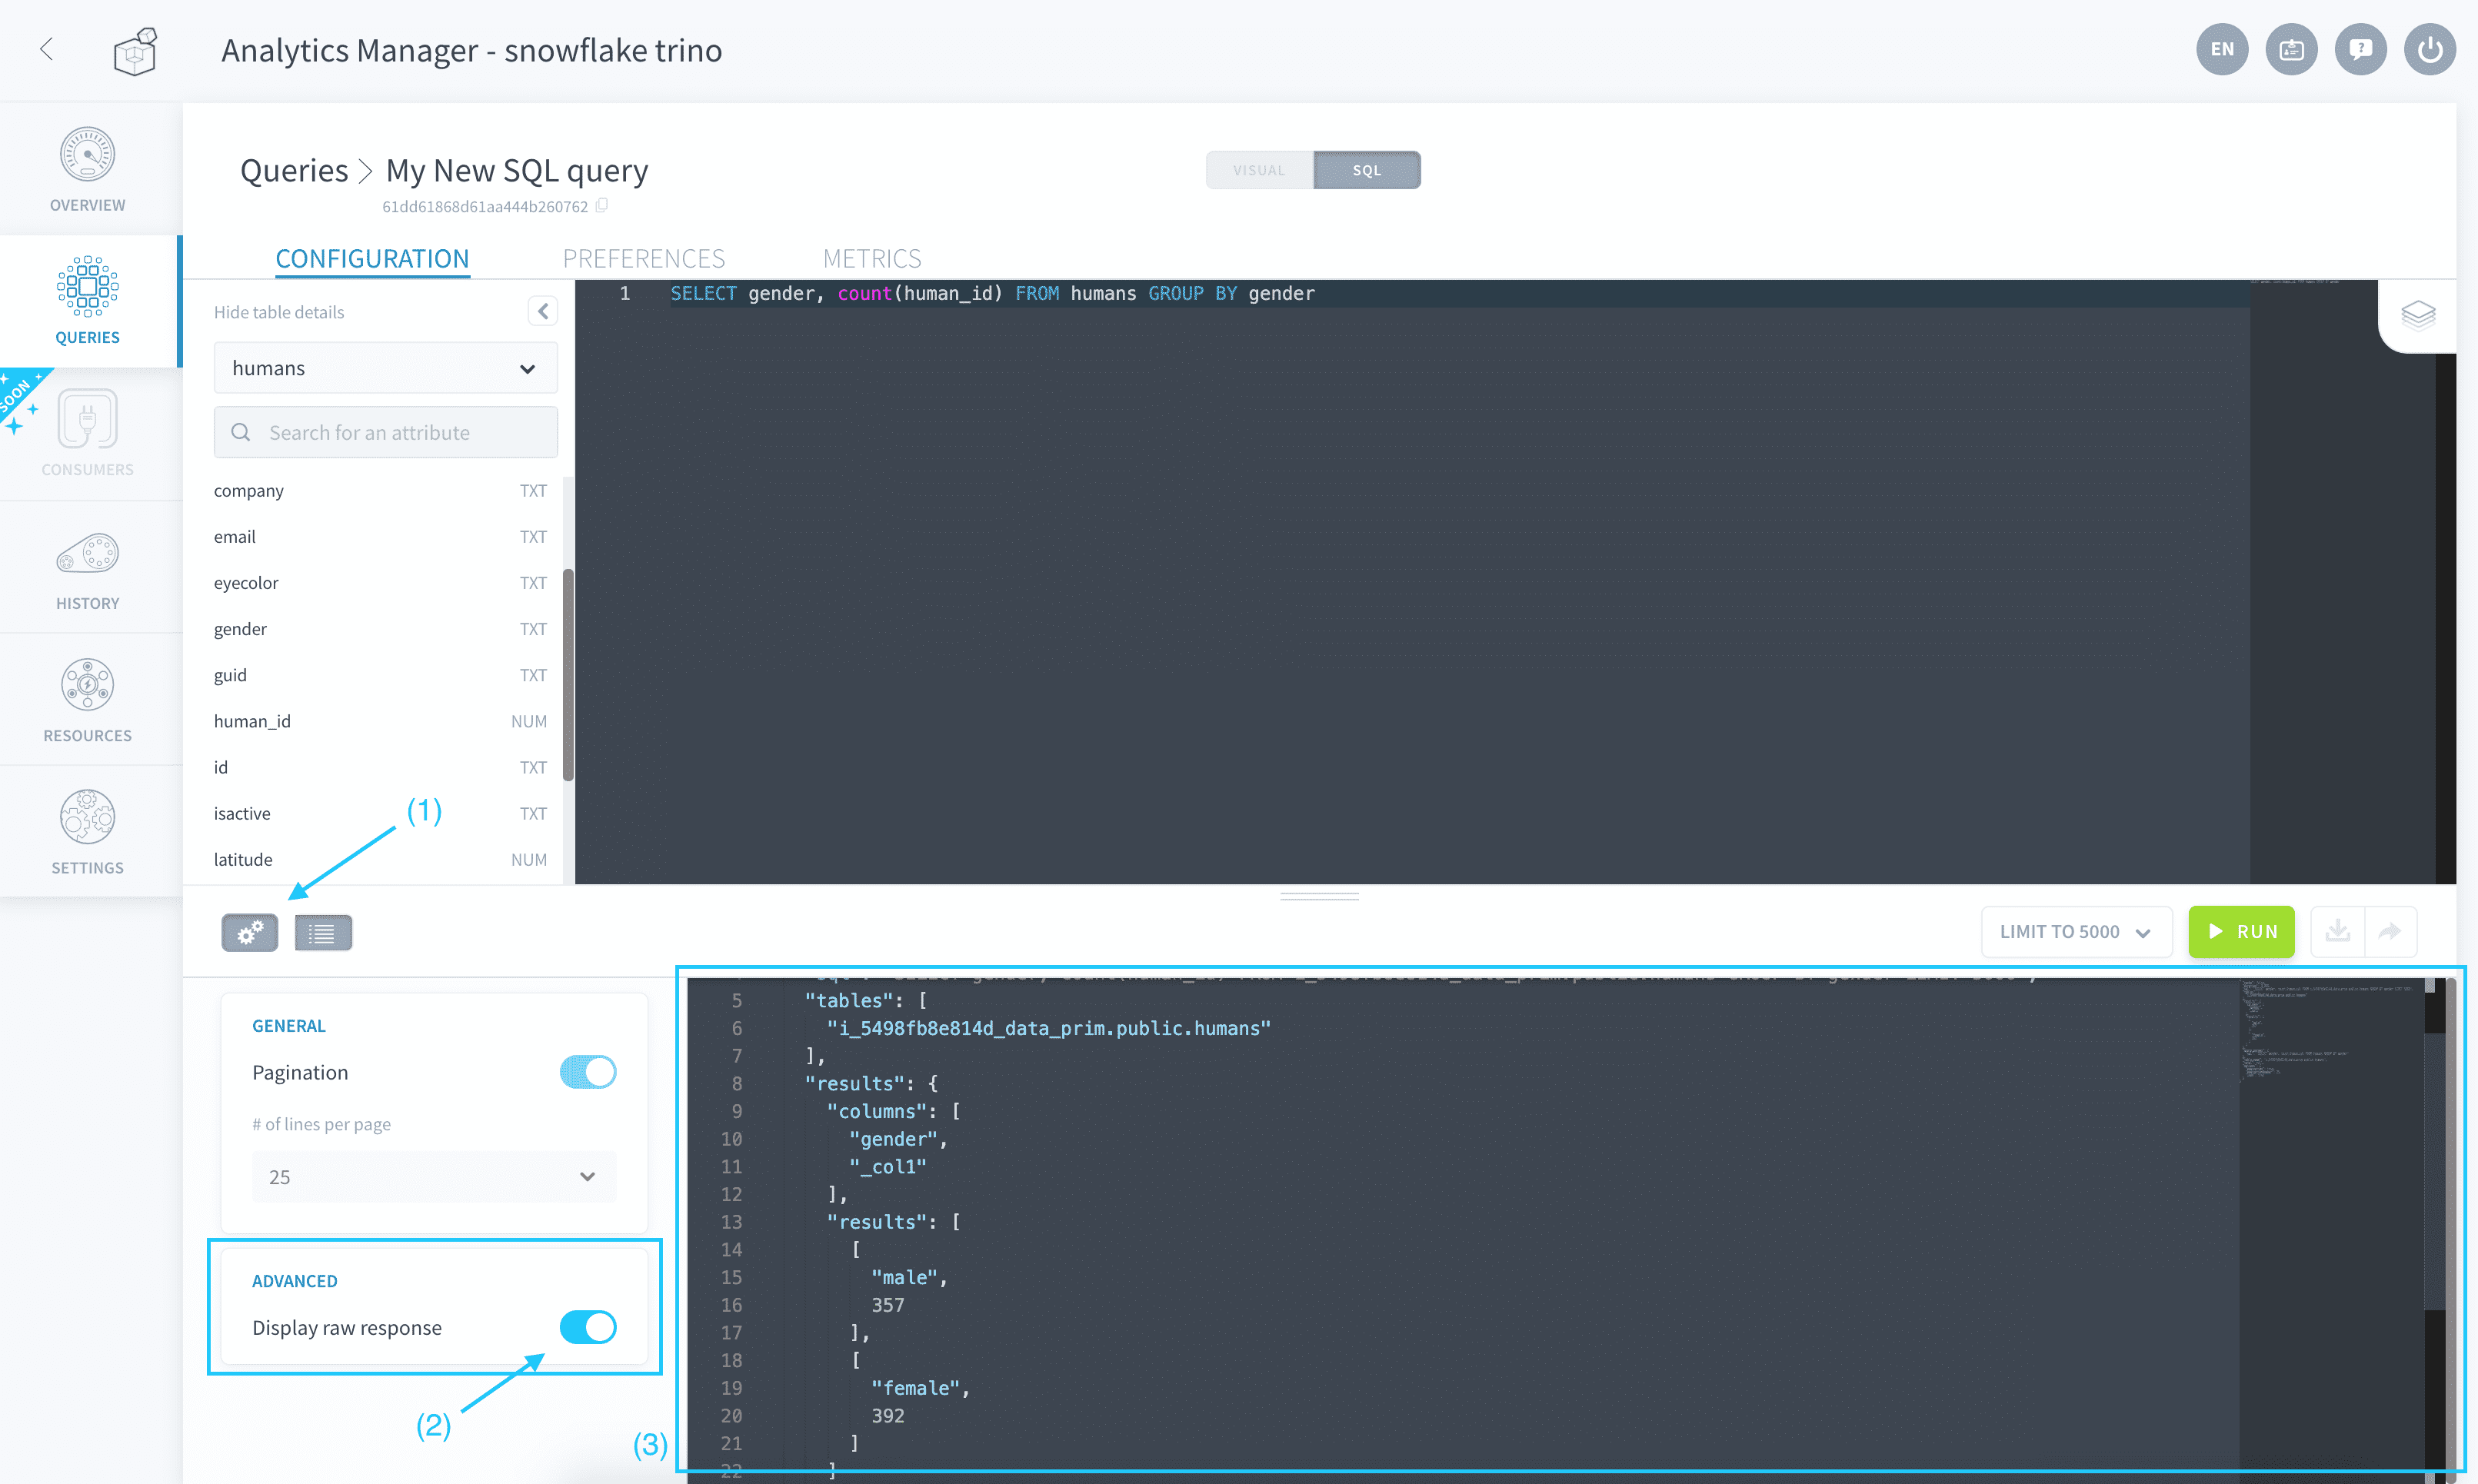 Analytics Manager - snowflake trino
EN
OVERVIEW
QUERIES
SOON
CONSUMERS
HISTORY
RESOURCES
SETTINGS
Queries > My New SQL query
61dd61868d61aa444b260762
VISUAL
SQL
CONFIGURATION
PREFERENCES
METRICS
Hide table details
humans
Search for an attribute
company TXT
email TXT
eyecolor TXT
gender TXT
guid TXT
human_id NUM
id TXT
isactive TXT
latitude NUM
1 SELECT gender, count(human_id) FROM humans GROUP BY gender
(1)
LIMIT TO 5000
RUN
GENERAL
Pagination
# of lines per page
25
ADVANCED
Display raw response
(2)
(3)
5 "tables": [
6 "i_5498fb8e814d_data_prim.public.humans"
7 ],
8 "results": {
9 "columns": [
10 "gender",
11 "_col1"
12 ],
13 "results": [
14 [
15 "male",
16 357
17 ],
18 [
19 "female",
20 392
21 ]
22 ]